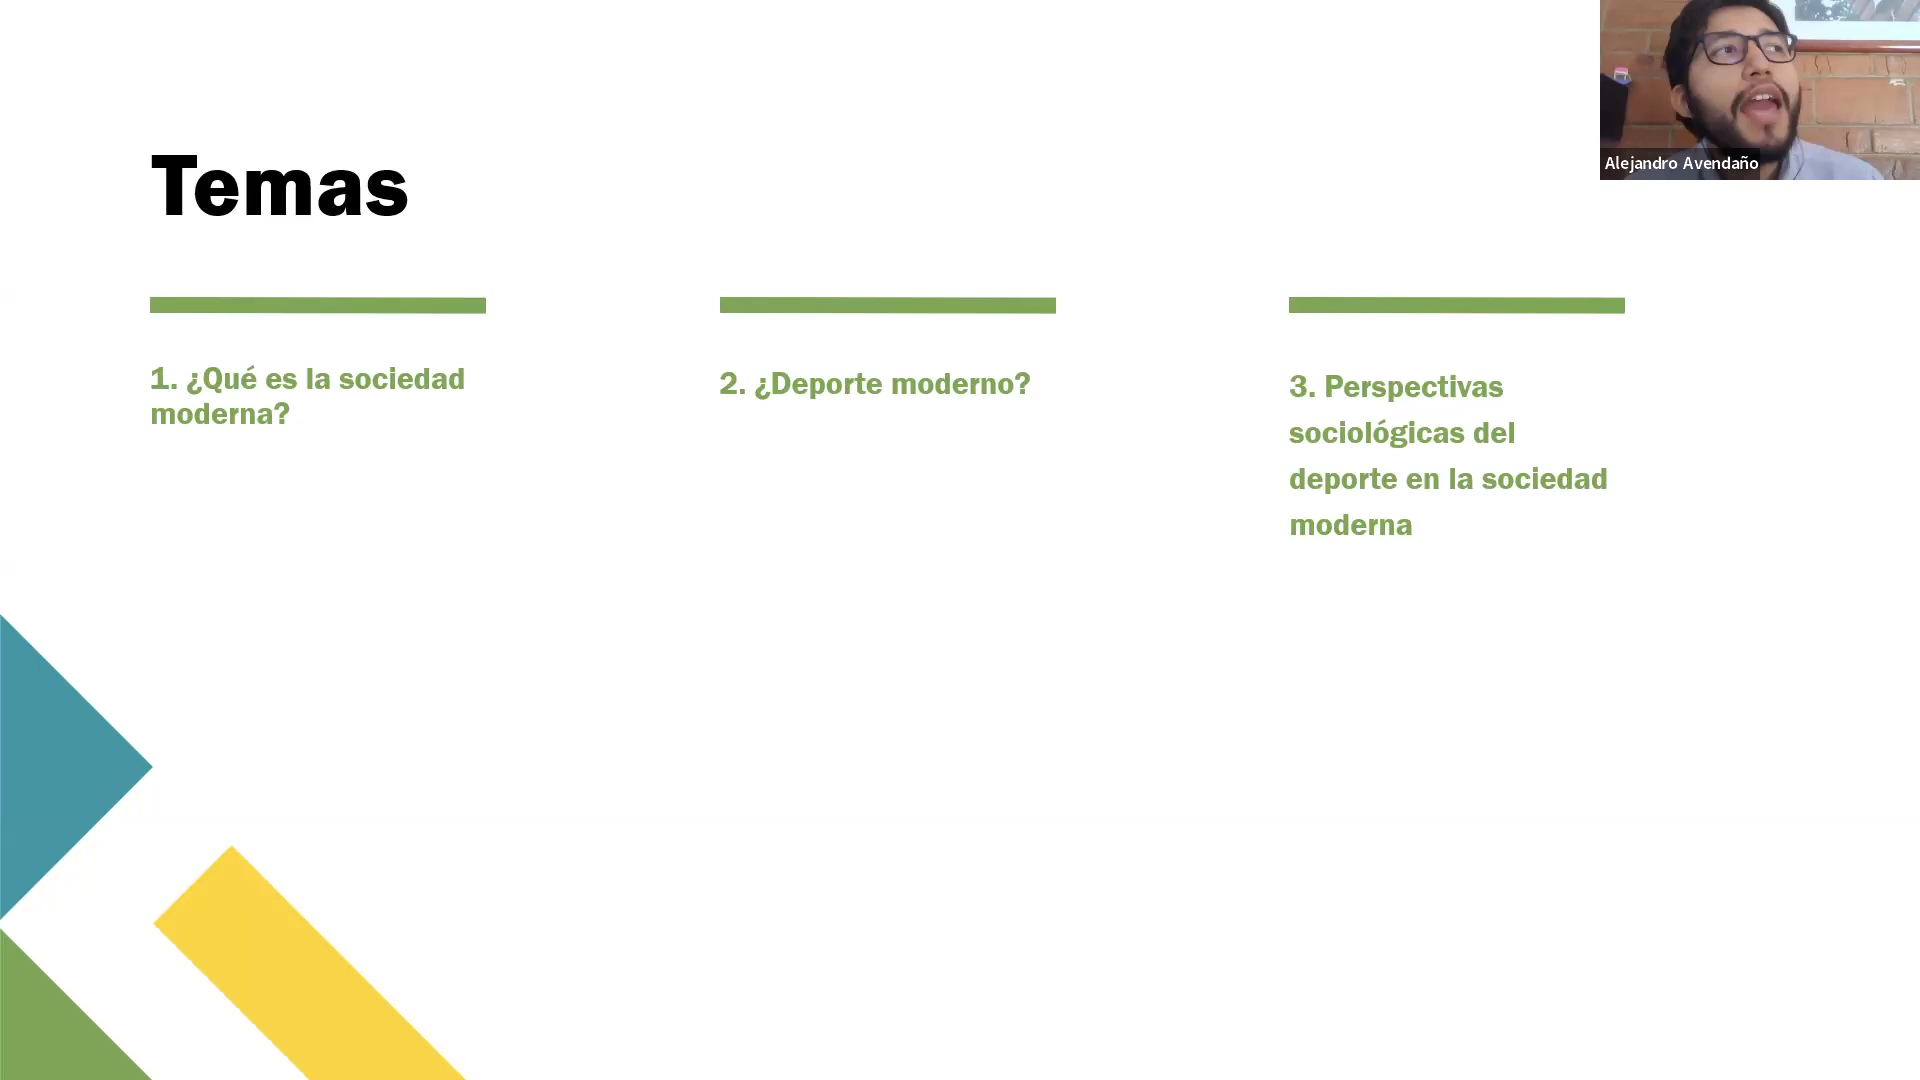 Temas
1. ¿Qué es la sociedad
moderna?
2. ¿Deporte moderno?
3. Perspectivas
sociológicas del
deporte en la sociedad
moderna
Alejandro Avendaño